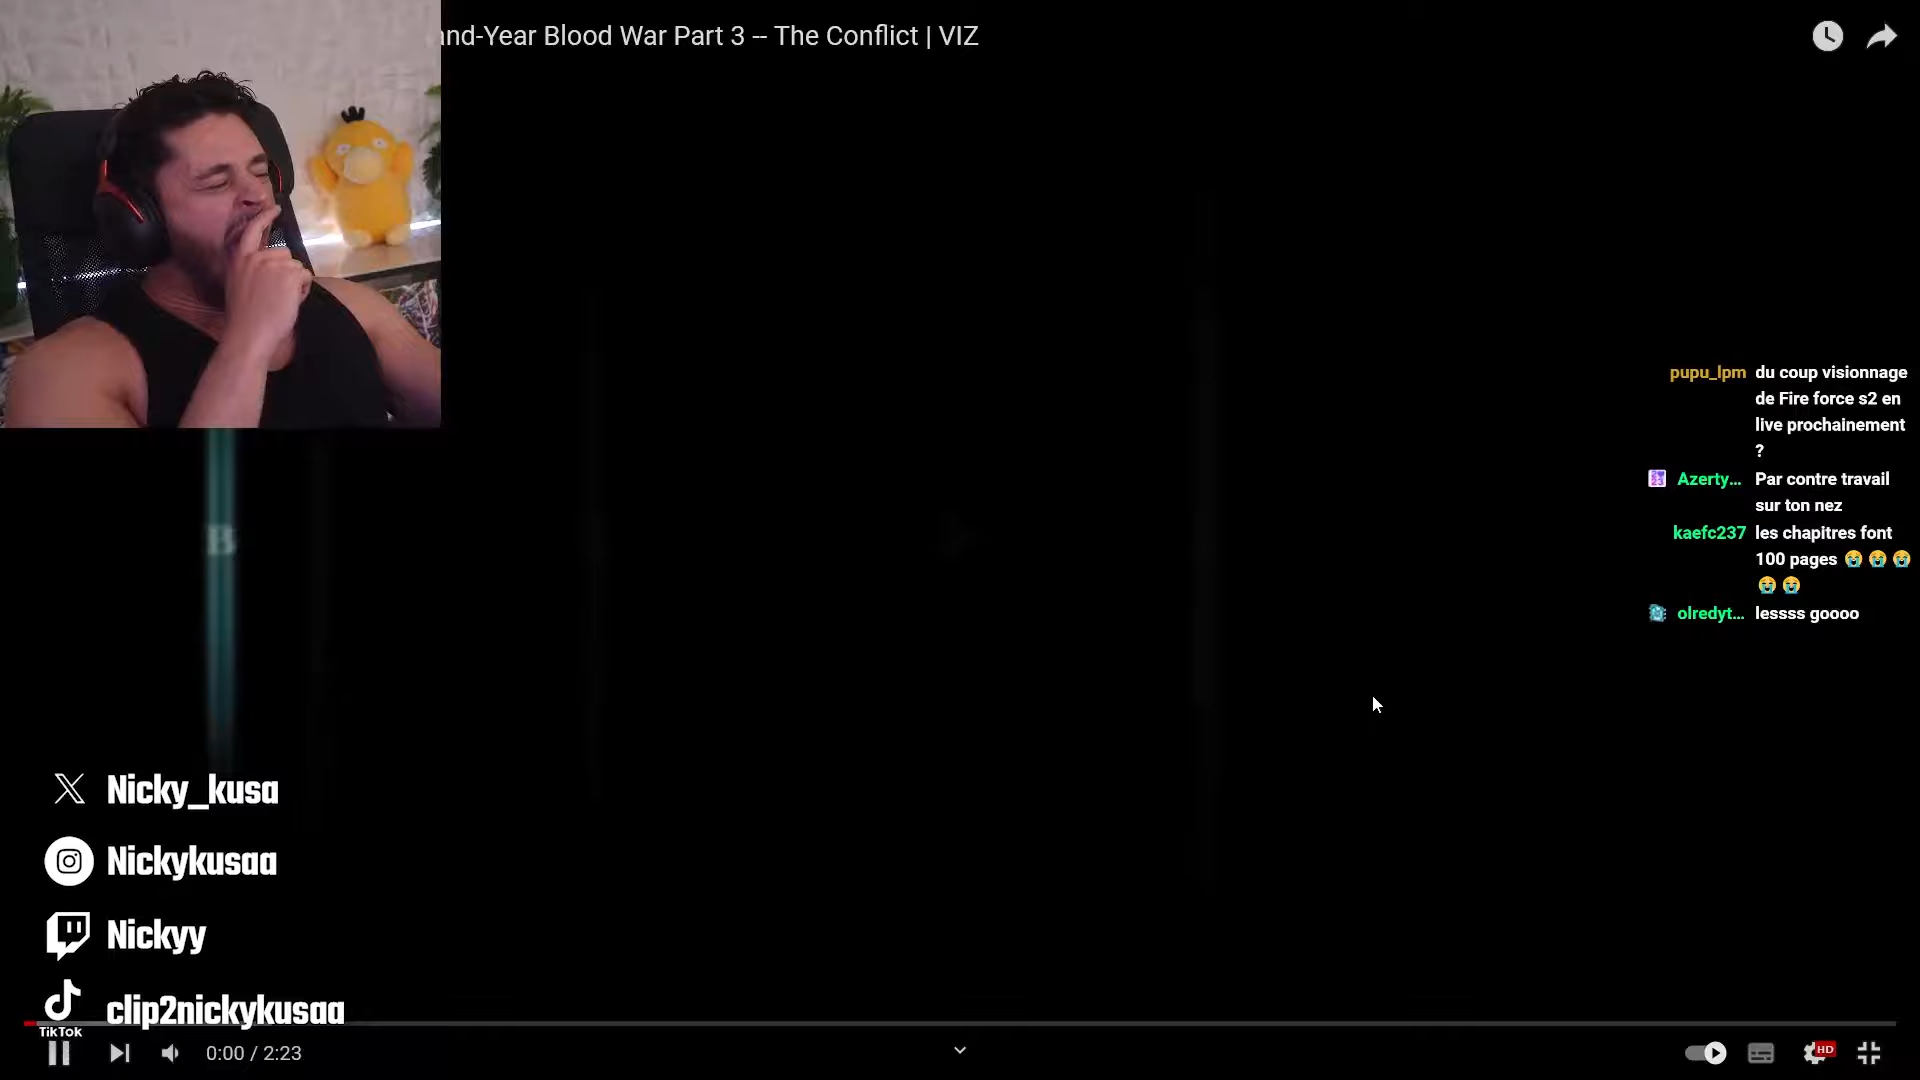 and-Year Blood War Part 3 -- The Conflict | VIZ
pupu_lpm du coup visionnage
de Fire force s2 en
live prochainement
?
Azerty... Par contre travail
sur ton nez
kaefc237 les chapitres font
100 pages 😭 😭 😭
😭 😭
olredyt... lessss goooo
B
Nicky_kusa
Nickykusaa
Nickyy
clip2nickykusaa
TikTok
0:00 / 2:23
HD